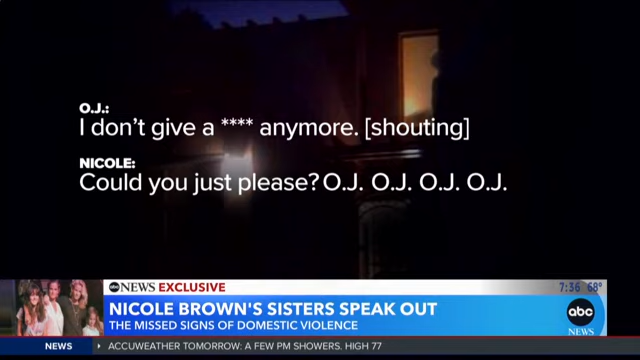 O.J.:
I don't give a **** anymore. [shouting]
NICOLE:
Could you just please? O.J. O.J. O.J. O.J.
abc NEWS EXCLUSIVE
7:36 68°
NICOLE BROWN'S SISTERS SPEAK OUT
THE MISSED SIGNS OF DOMESTIC VIOLENCE
abc
NEWS
NEWS ACCUWEATHER TOMORROW: A FEW PM SHOWERS. HIGH 77